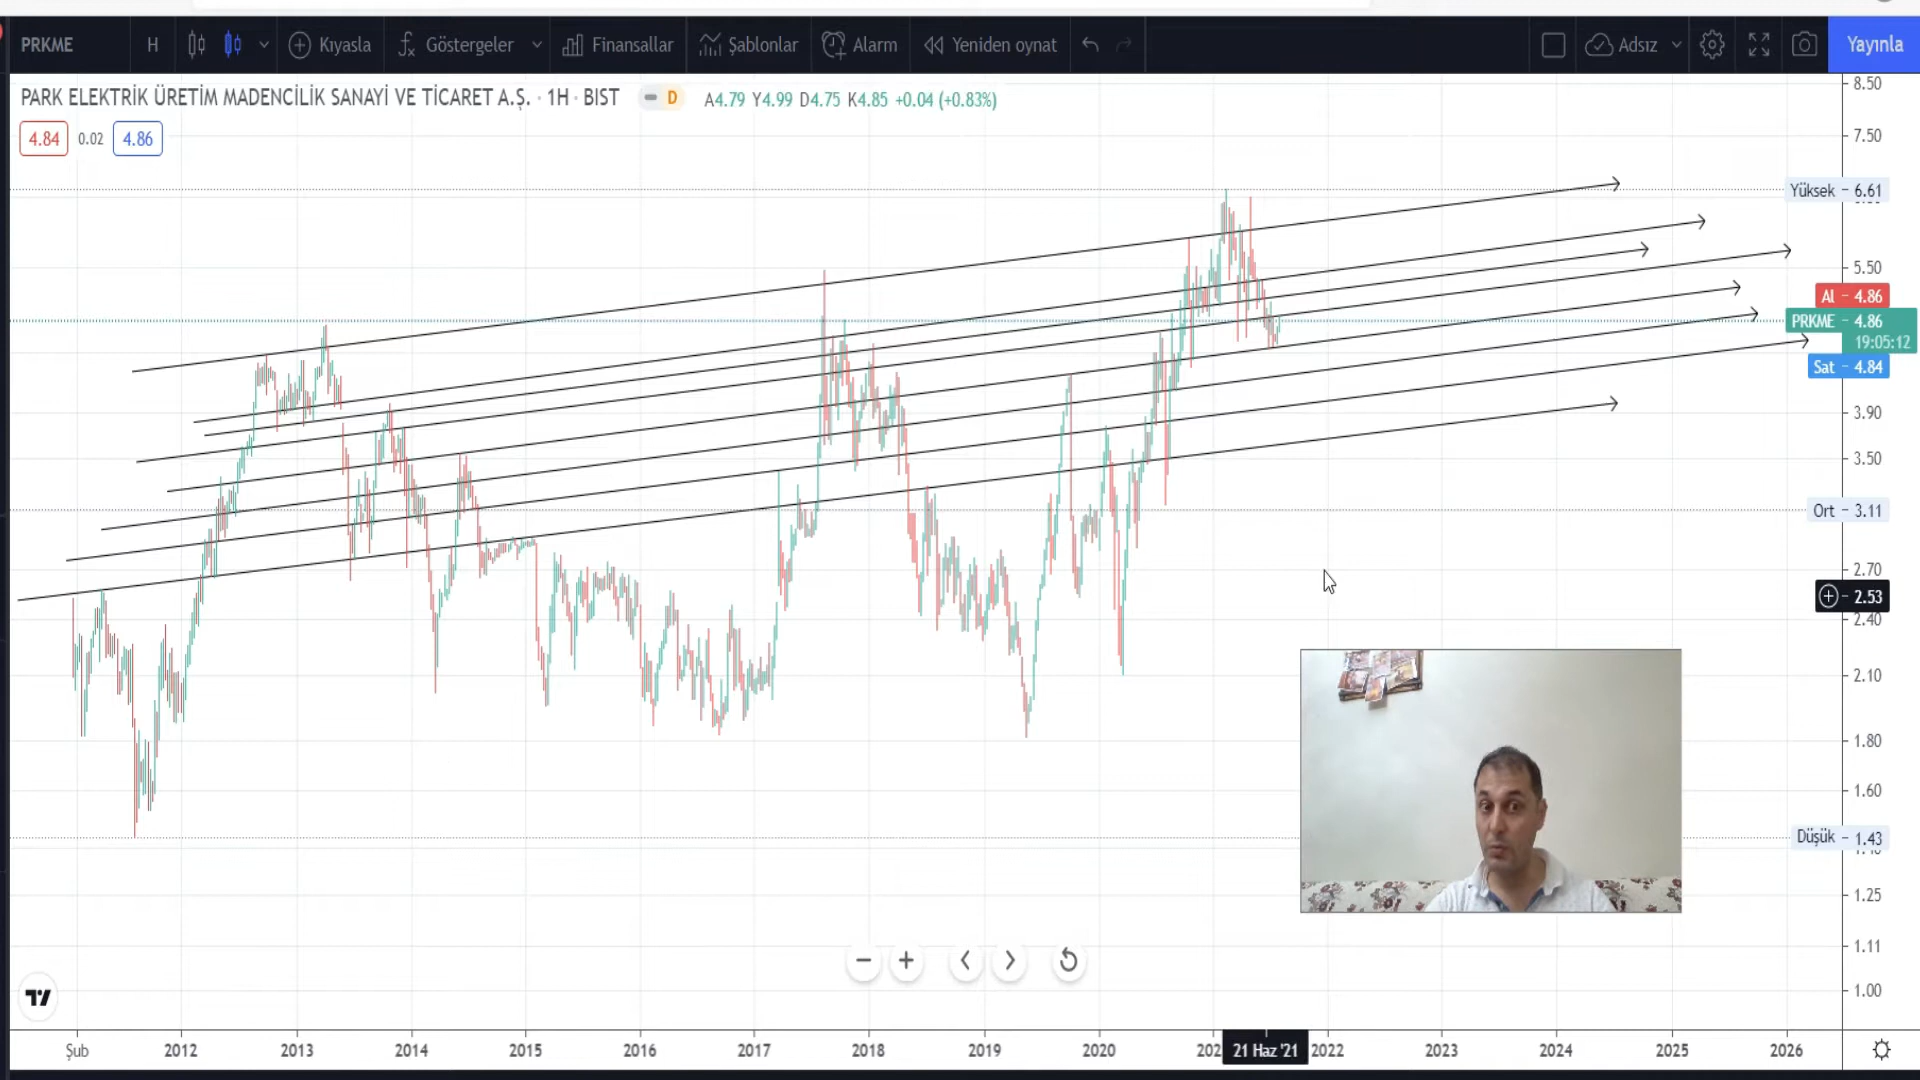 PRKME H Kıyasla Göstergeler Finansallar Şablonlar Alarm Yeniden oynat Adsız Yayınla
PARK ELEKTRİK ÜRETİM MADENCİLİK SANAYİ VE TİCARET A.Ş. · 1H · BIST D A4.79 Y4.99 D4.75 K4.85 +0.04 (+0.83%)
4.84 0.02 4.86
8.50
7.50
Yüksek 6.61
5.50
Al 4.86
PRKME 4.86
19:05:12
Sat 4.84
3.90
3.50
Ort 3.11
2.70
2.53
2.40
2.10
1.80
1.60
Düşük 1.43
1.25
1.11
1.00
Şub 2012 2013 2014 2015 2016 2017 2018 2019 2020 21 Haz '21 2022 2023 2024 2025 2026